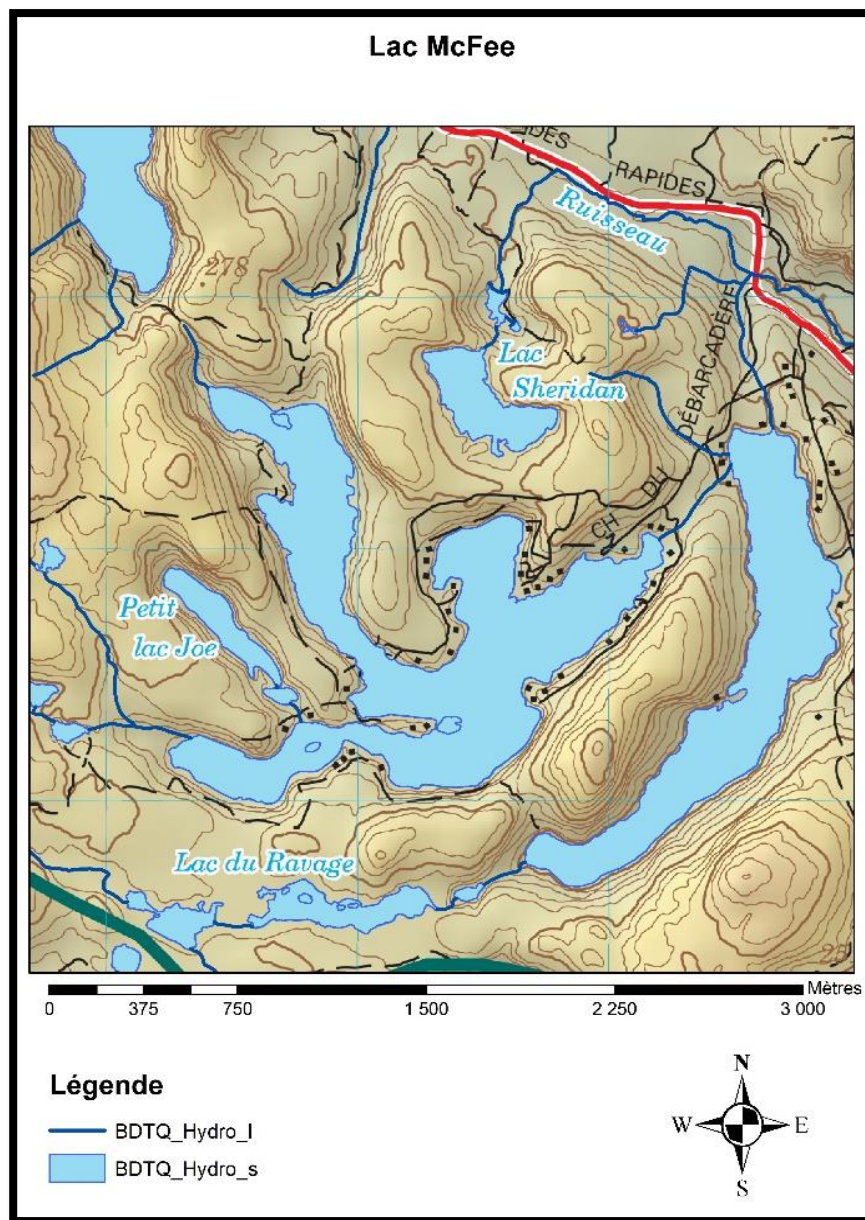 Lac McFee
DES
RAPIDES
Ruisseau
278
Lac
Sheridan
CH DU DÉBARCADÈRE
Petit
lac Joe
Lac du Ravage
0 375 750 1 500 2 250 3 000 Mètres
Légende
BDTQ_Hydro_l
BDTQ_Hydro_s
N
W E
S